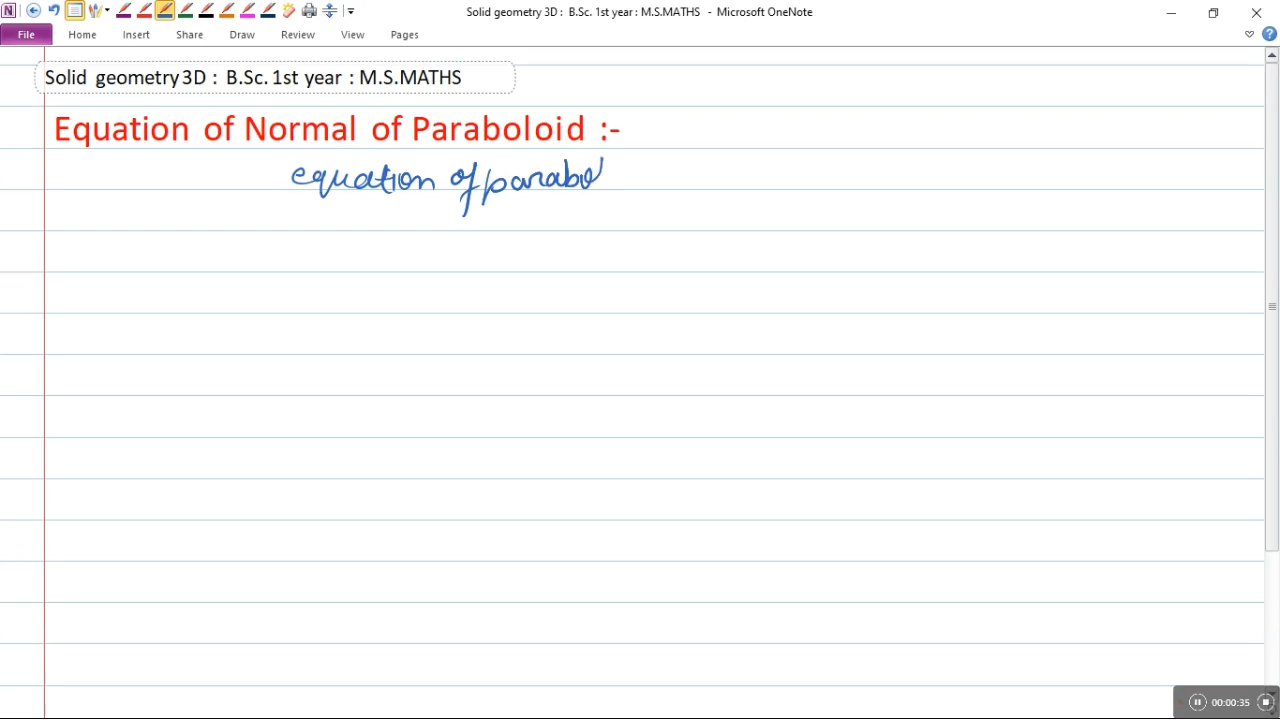 Solid geometry 3D : B.Sc. 1st year : M.S.MATHS - Microsoft OneNote
File Home Insert Share Draw Review View Pages
Solid geometry 3D : B.Sc. 1st year : M.S.MATHS
Equation of Normal of Paraboloid :-
equation of parabo
00:00:35